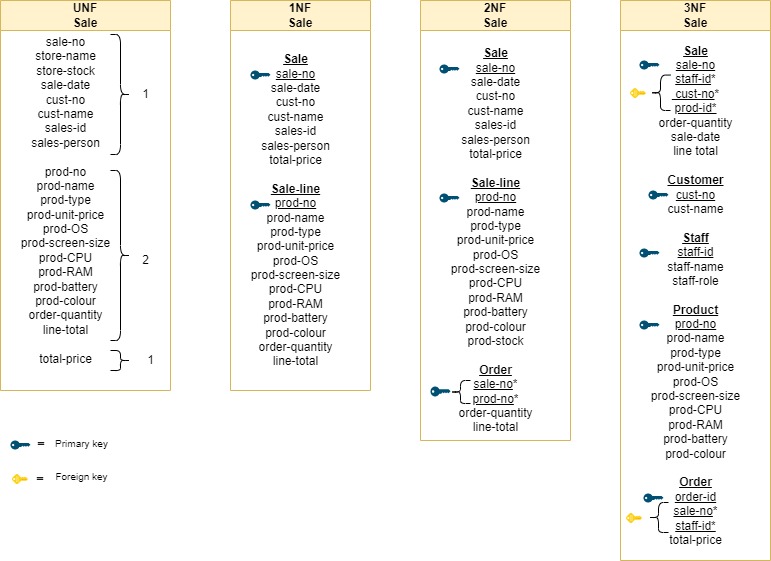 UNF
Sale
sale-no
store-name
store-stock
sale-date
cust-no
cust-name
sales-id
sales-person
1
prod-no
prod-name
prod-type
prod-unit-price
prod-OS
prod-screen-size
prod-CPU
prod-RAM
prod-battery
prod-colour
order-quantity
line-total
2
total-price
1
= Primary key
= Foreign key
1NF
Sale
Sale
sale-no
sale-date
cust-no
cust-name
sales-id
sales-person
total-price
Sale-line
prod-no
prod-name
prod-type
prod-unit-price
prod-OS
prod-screen-size
prod-CPU
prod-RAM
prod-battery
prod-colour
order-quantity
line-total
2NF
Sale
Sale
sale-no
sale-date
cust-no
cust-name
sales-id
sales-person
total-price
Sale-line
prod-no
prod-name
prod-type
prod-unit-price
prod-OS
prod-screen-size
prod-CPU
prod-RAM
prod-battery
prod-colour
prod-stock
Order
sale-no*
prod-no*
order-quantity
line-total
3NF
Sale
Sale
sale-no
staff-id*
cust-no*
prod-id*
order-quantity
sale-date
line total
Customer
cust-no
cust-name
Staff
staff-id
staff-name
staff-role
Product
prod-no
prod-name
prod-type
prod-unit-price
prod-OS
prod-screen-size
prod-CPU
prod-RAM
prod-battery
prod-colour
Order
order-id
sale-no*
staff-id*
total-price